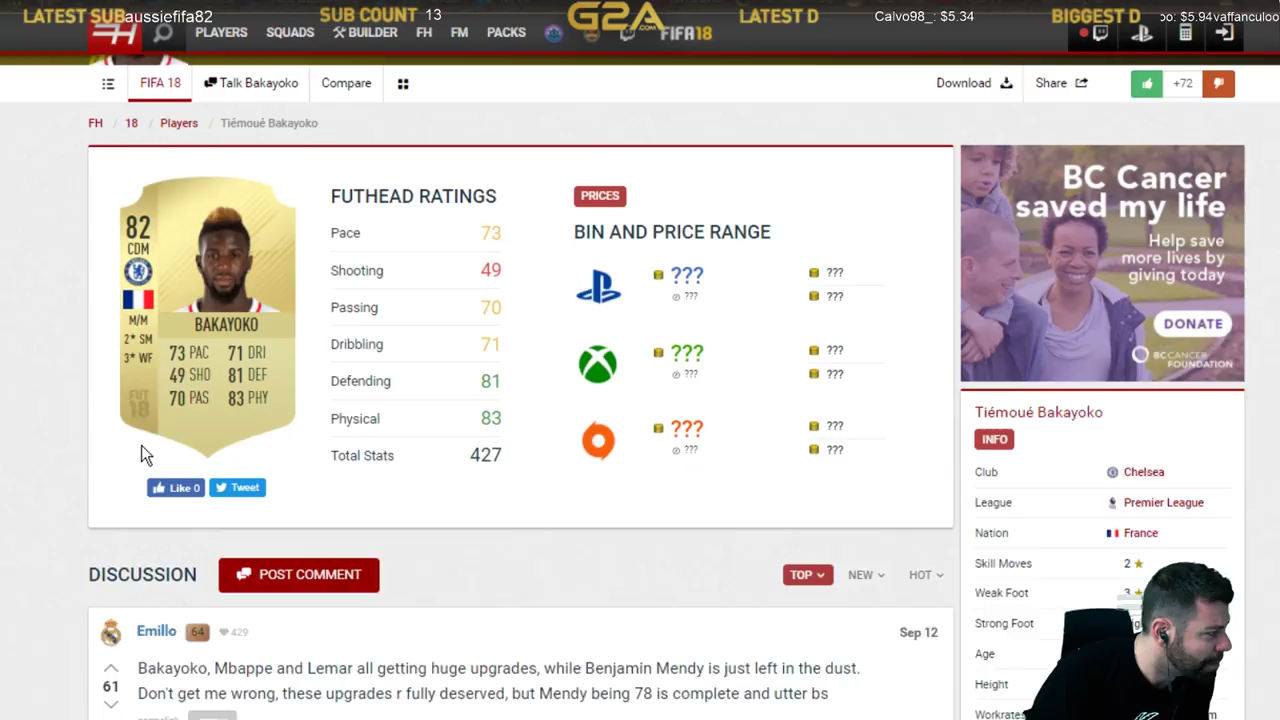 LATEST SUB aussiefifa82 SUB COUNT 13 G2A .COM LATEST D Calvo98_: $5.34 BIGGEST D $5.94vaffanculoo
FH PLAYERS SQUADS BUILDER FH FM PACKS FIFA18
FIFA 18 Talk Bakayoko Compare Download Share +72
FH / 18 / Players / Tiémoué Bakayoko
82
CDM
M/M
2* SM
3* WF
FUT
18
BAKAYOKO
73 PAC 71 DRI
49 SHO 81 DEF
70 PAS 83 PHY
Like 0 Tweet
FUTHEAD RATINGS
Pace 73
Shooting 49
Passing 70
Dribbling 71
Defending 81
Physical 83
Total Stats 427
PRICES
BIN AND PRICE RANGE
??? ???
??? ???
??? ???
??? ???
??? ???
??? ???
BC Cancer
saved my life
Help save
more lives by
giving today
DONATE
BC CANCER
FOUNDATION
Tiémoué Bakayoko
INFO
Club Chelsea
League Premier League
Nation France
Skill Moves 2
Weak Foot 3
Strong Foot
Age
Height
Workrates
DISCUSSION POST COMMENT TOP NEW HOT
Emillo 64 429 Sep 12
61
Bakayoko, Mbappe and Lemar all getting huge upgrades, while Benjamin Mendy is just left in the dust.
Don't get me wrong, these upgrades r fully deserved, but Mendy being 78 is complete and utter bs